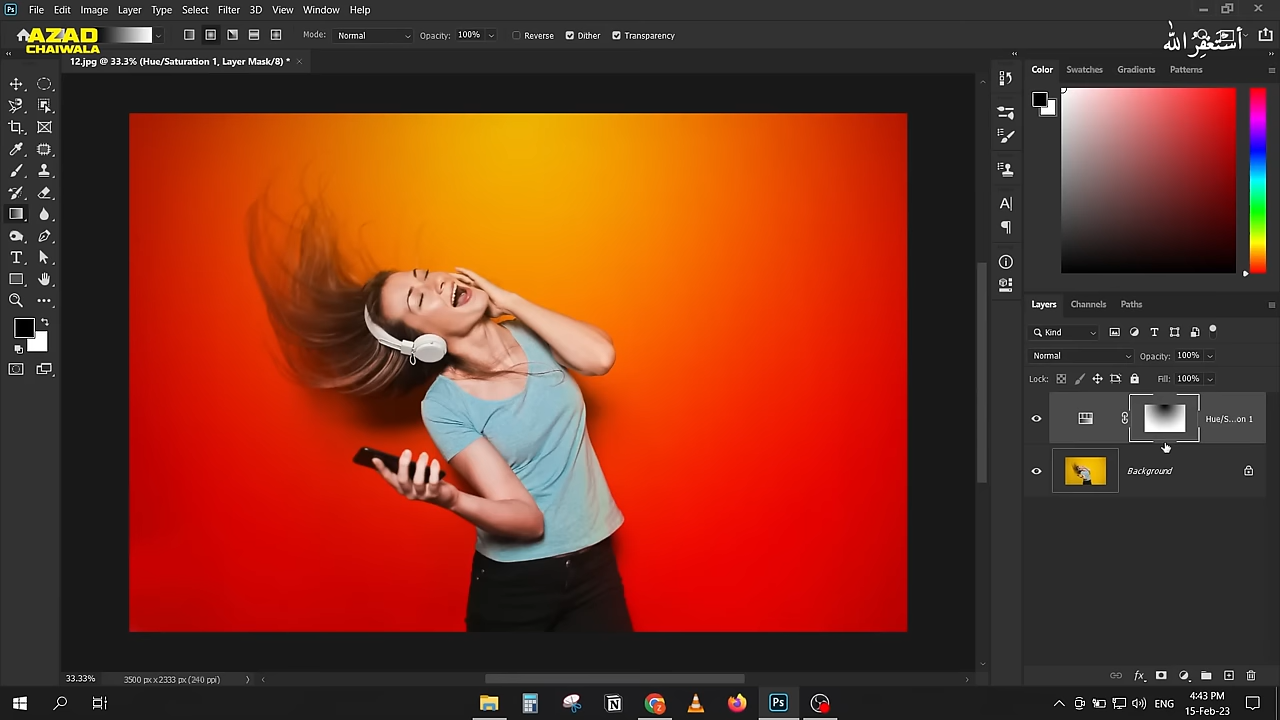 Ps File Edit Image Layer Type Select Filter 3D View Window Help
AZAD
CHAIWALA
Mode: Normal Opacity: 100% Reverse Dither Transparency
أستغفر الله
12.jpg @ 33.3% (Hue/Saturation 1, Layer Mask/8) *
Color Swatches Gradients Patterns
Layers Channels Paths
Kind
Normal Opacity: 100%
Lock: Fill: 100%
Hue/S...on 1
Background
33.33% 3500 px x 2333 px (240 ppi)
4:43 PM
ENG
15-Feb-23